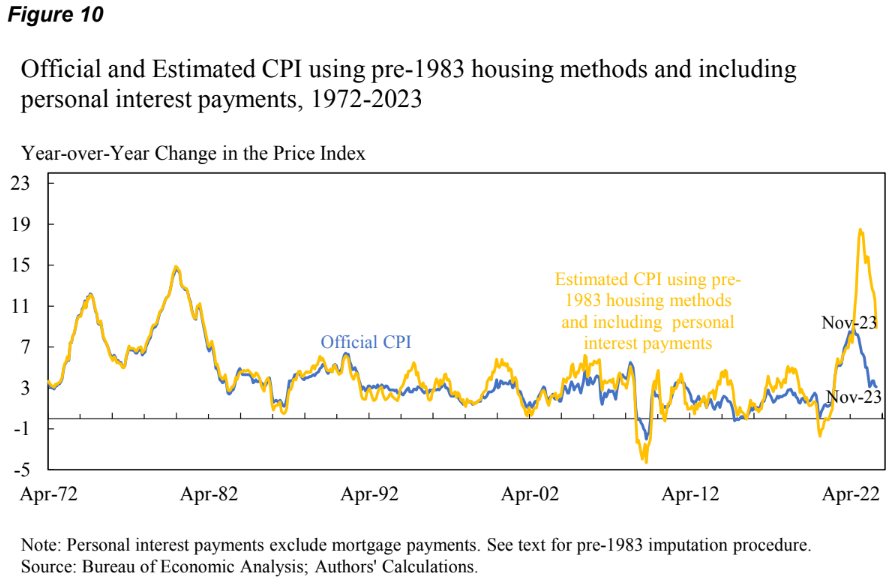 Figure 10
Official and Estimated CPI using pre-1983 housing methods and including
personal interest payments, 1972-2023
Year-over-Year Change in the Price Index
23
19
15
11
7
3
-1
-5
Estimated CPI using pre-
1983 housing methods
and including personal
interest payments
Official CPI
Nov-23
Nov-23
Apr-72
Apr-82
Apr-92
Apr-02
Apr-12
Apr-22
Note: Personal interest payments exclude mortgage payments. See text for pre-1983 imputation procedure.
Source: Bureau of Economic Analysis; Authors' Calculations.